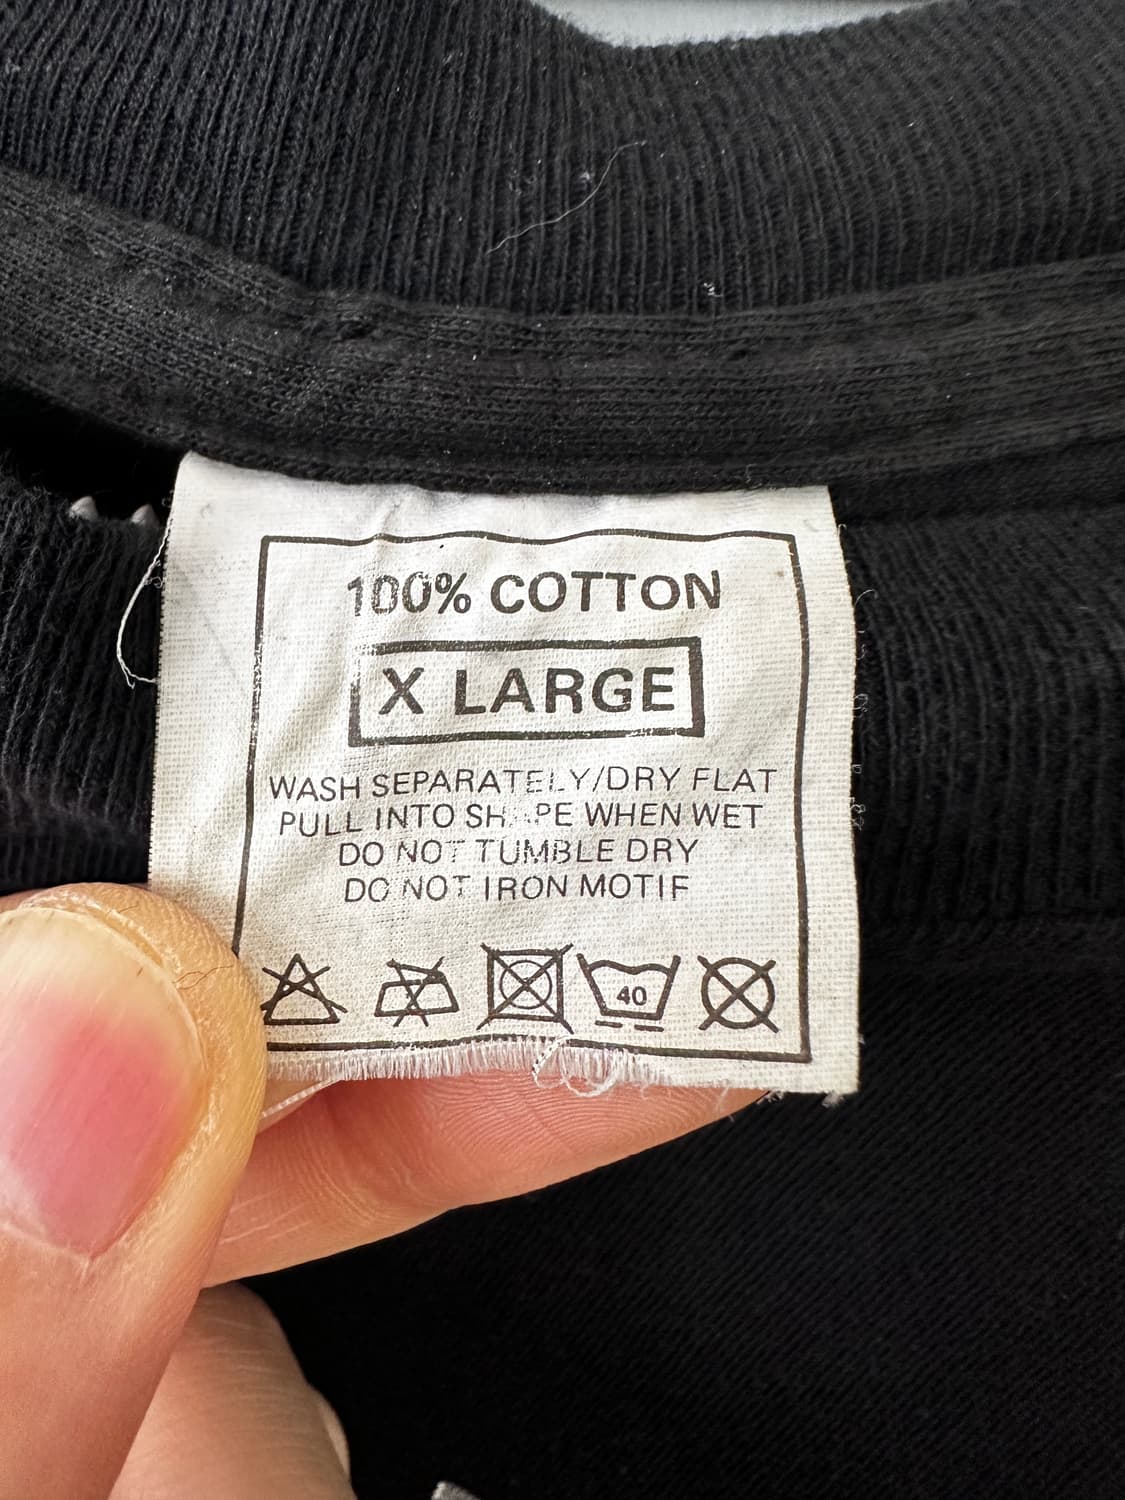 100% COTTON
X LARGE
WASH SEPARATELY/DRY FLAT
PULL INTO SHAPE WHEN WET
DO NOT TUMBLE DRY
DO NOT IRON MOTIF
40